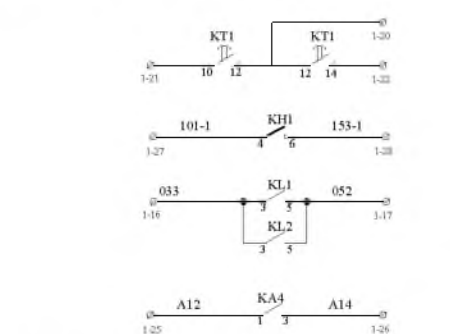 1-20
KT1 KT1
10 12 12 14
1-21 1-22
101-1 KH1 153-1
4 6
1-27 1-28
033 KL1 052
3 5
1-16 1-17
KL2
3 5
A12 KA4 A14
1 3
1-25 1-26